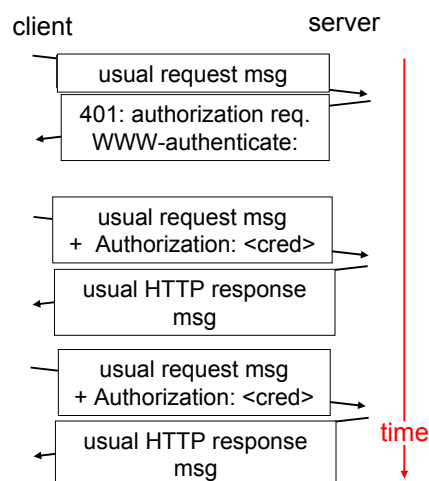 client
server
usual request msg
401: authorization req.
WWW-authenticate:
usual request msg
+ Authorization: <cred>
usual HTTP response
msg
usual request msg
+ Authorization: <cred>
time
usual HTTP response
msg